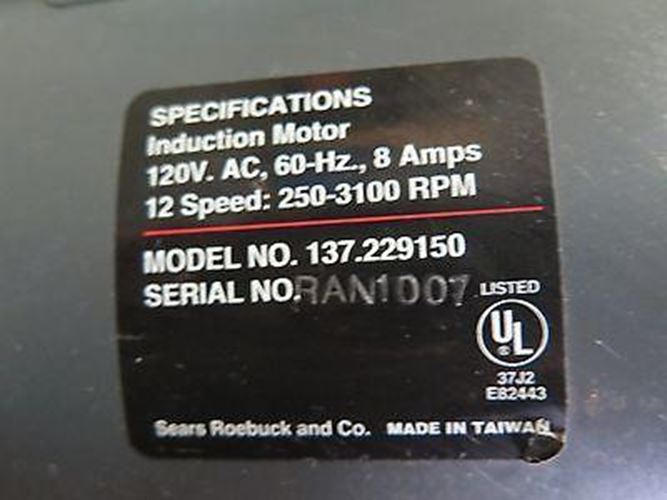 SPECIFICATIONS
Induction Motor
120V. AC, 60-Hz., 8 Amps
12 Speed: 250-3100 RPM
MODEL NO. 137.229150
SERIAL NO. RAN1007
LISTED
UL
®
37J2
E82443
Sears Roebuck and Co. MADE IN TAIWAN